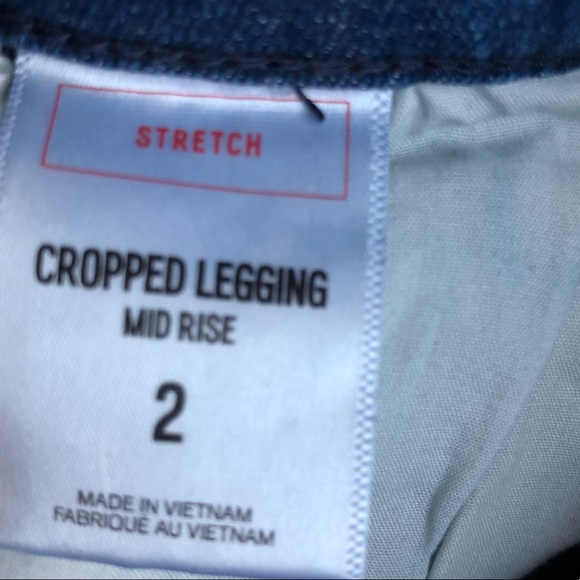 STRETCH
CROPPED LEGGING
MID RISE
2
MADE IN VIETNAM
FABRIQUÉ AU VIETNAM